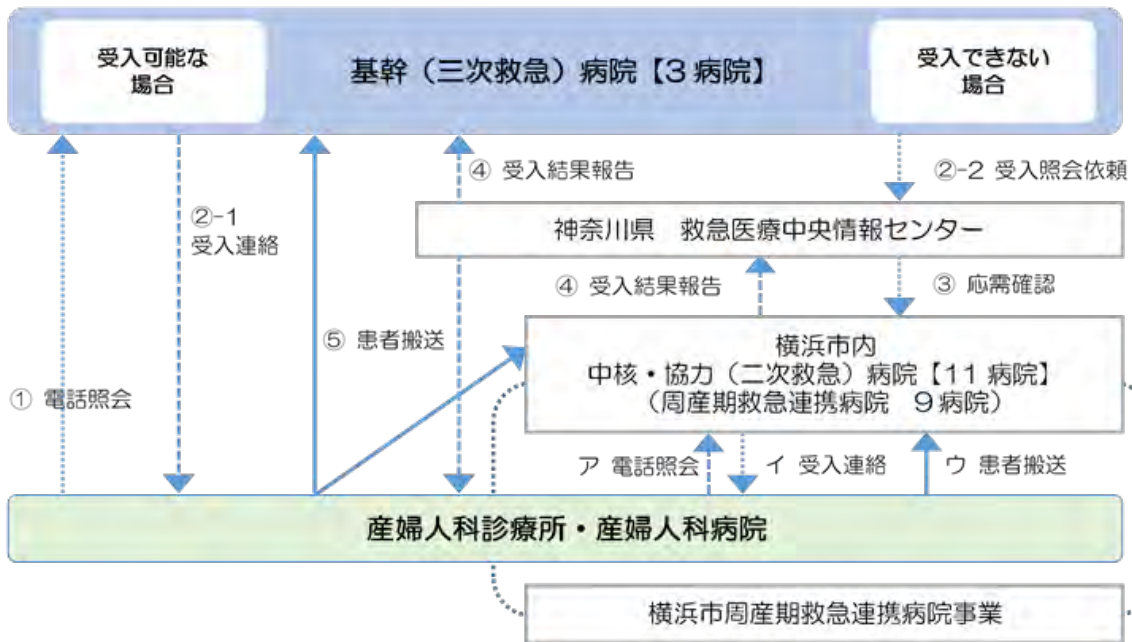 受入可能な
場合
基幹（三次救急）病院【3 病院】
受入できない
場合
④ 受入結果報告
②-2 受入照会依頼
②-1
受入連絡
神奈川県　救急医療中央情報センター
④ 受入結果報告
③ 応需確認
⑤ 患者搬送
横浜市内
中核・協力（二次救急）病院【11 病院】
（周産期救急連携病院　9 病院）
① 電話照会
ア 電話照会
イ 受入連絡
ウ 患者搬送
産婦人科診療所・産婦人科病院
横浜市周産期救急連携病院事業